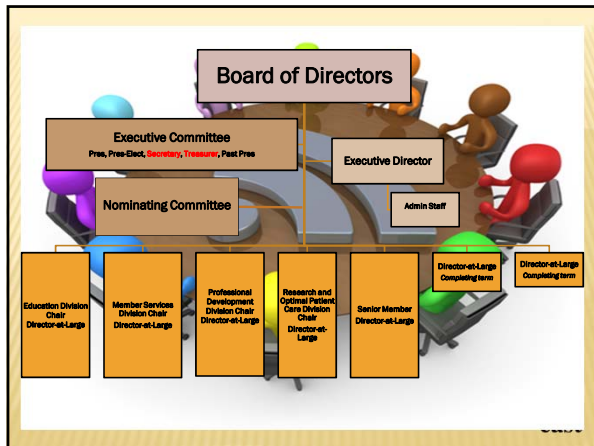 Board of Directors
Executive Committee
Pres, Pres-Elect, Secretary, Treasurer, Past Pres
Executive Director
Nominating Committee
Admin Staff
Education Division
Chair
Director-at-Large
Member Services
Division Chair
Director-at-Large
Professional
Development
Division Chair
Director-at-Large
Research and
Optimal Patient
Care Division
Chair
Director-at-
Large
Senior Member
Director-at-Large
Director-at-Large
Completing term
Director-at-Large
Completing term